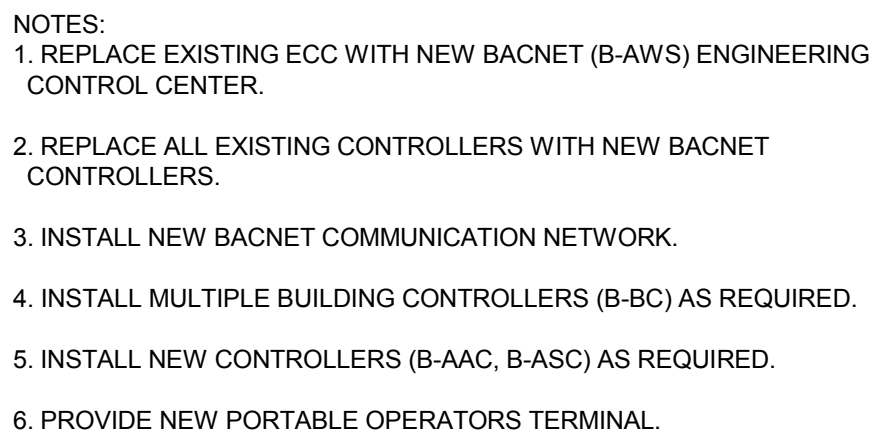 NOTES:
1. REPLACE EXISTING ECC WITH NEW BACNET (B-AWS) ENGINEERING
CONTROL CENTER.
2. REPLACE ALL EXISTING CONTROLLERS WITH NEW BACNET
CONTROLLERS.
3. INSTALL NEW BACNET COMMUNICATION NETWORK.
4. INSTALL MULTIPLE BUILDING CONTROLLERS (B-BC) AS REQUIRED.
5. INSTALL NEW CONTROLLERS (B-AAC, B-ASC) AS REQUIRED.
6. PROVIDE NEW PORTABLE OPERATORS TERMINAL.